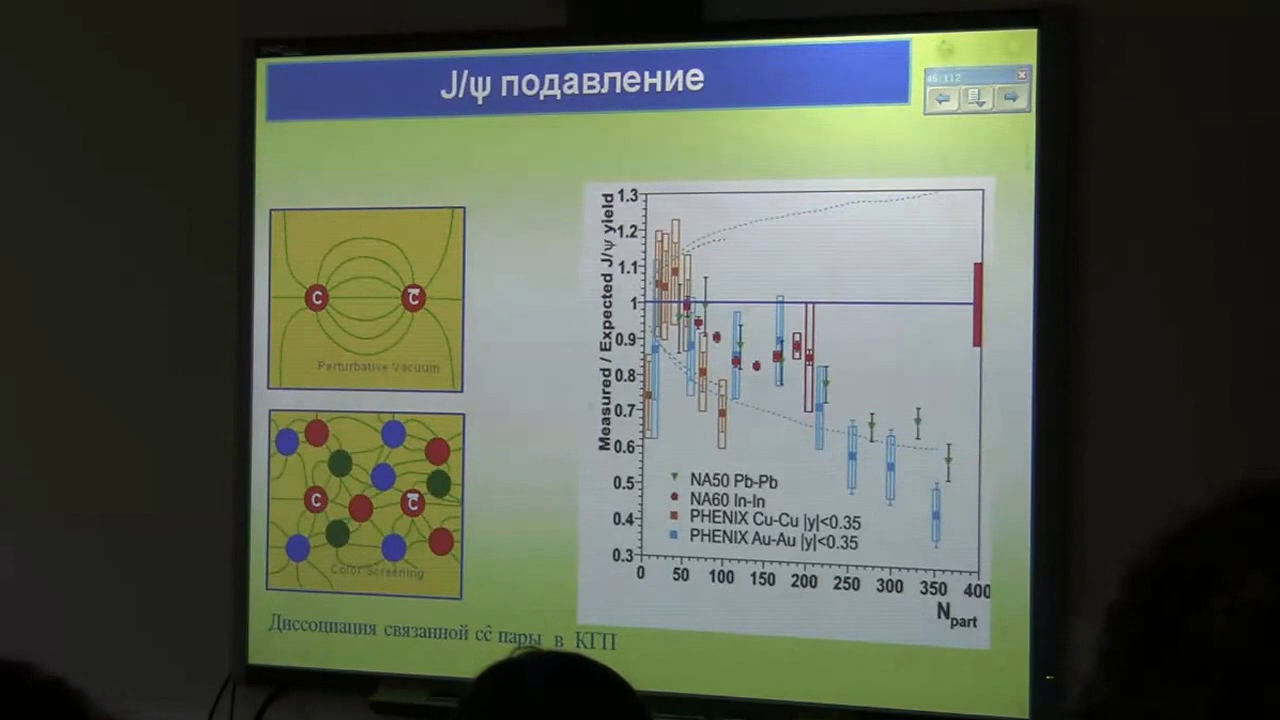 J/ψ подавление
46/112
C
C̅
Perturbative Vacuum
C
C̅
Color Screening
Диссоциация связанной cĉ пары в КГП
Measured / Expected J/ψ yield
1.3
1.2
1.1
1
0.9
0.8
0.7
0.6
0.5
0.4
0.3
NA50 Pb-Pb
NA60 In-In
PHENIX Cu-Cu |y|<0.35
PHENIX Au-Au |y|<0.35
0 50 100 150 200 250 300 350 400
Npart